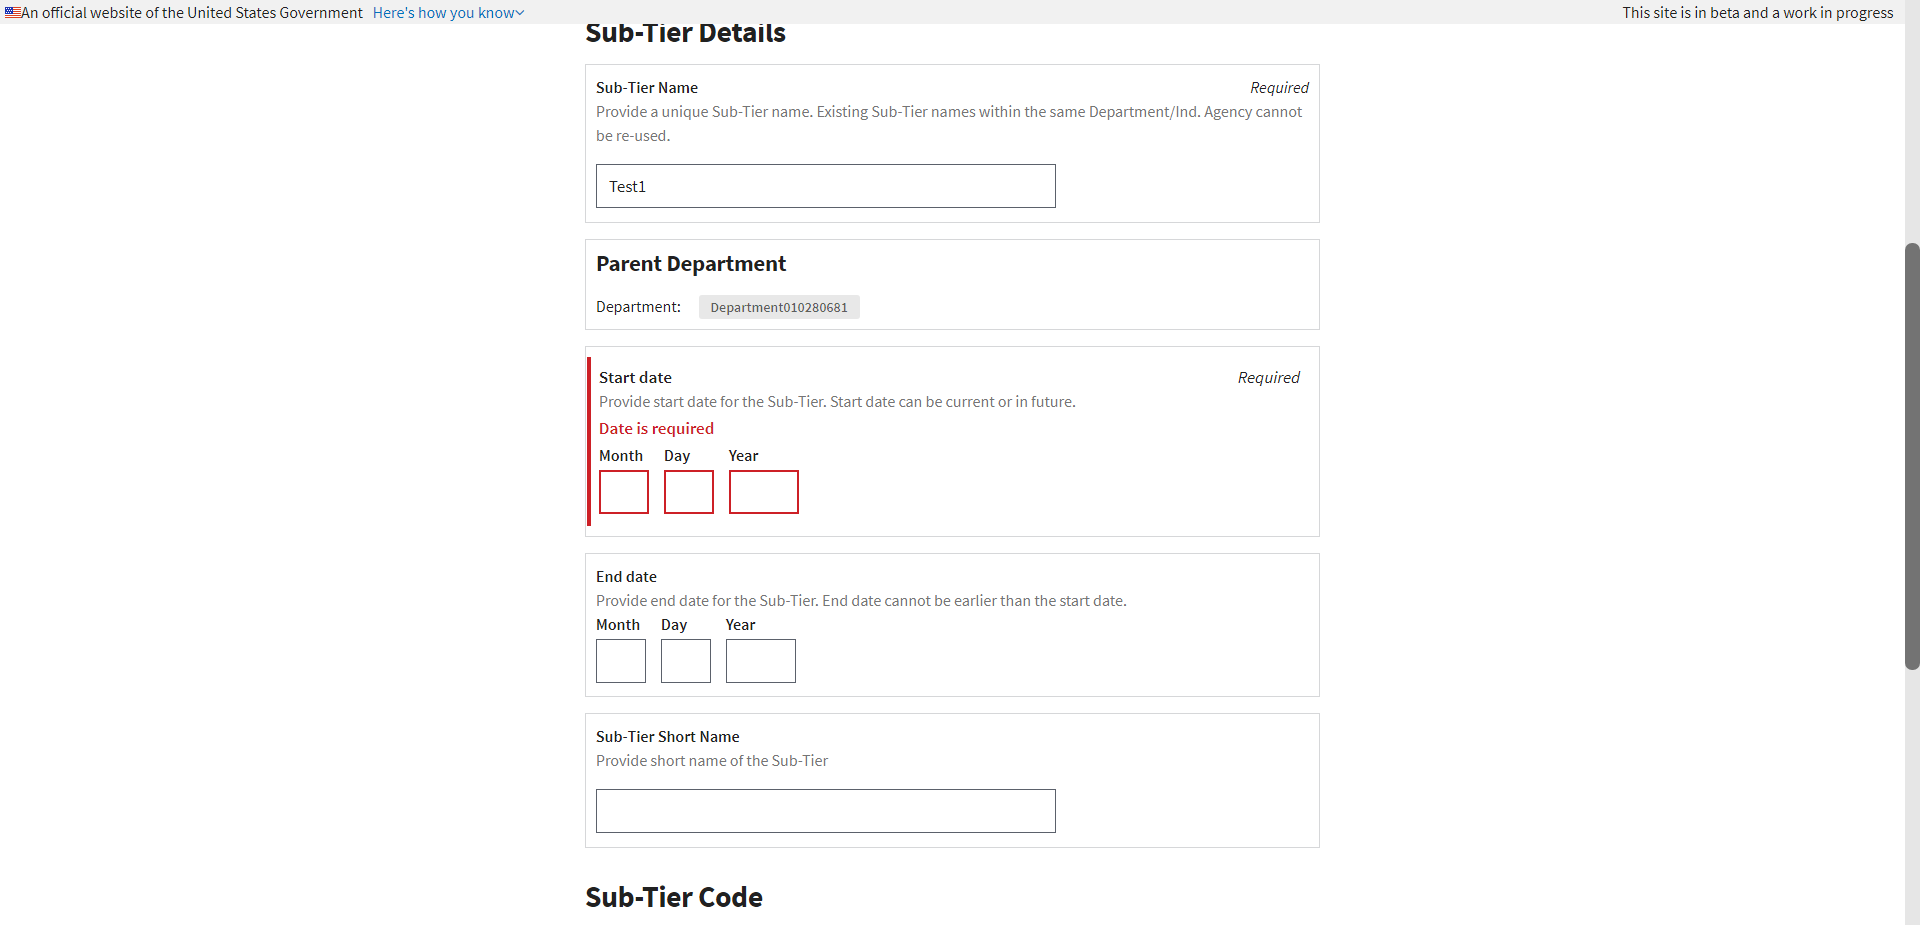 An official website of the United States Government Here's how you know This site is in beta and a work in progress
Sub-Tier Details
Sub-Tier Name Required
Provide a unique Sub-Tier name. Existing Sub-Tier names within the same Department/Ind. Agency cannot
be re-used.
Test1
Parent Department
Department: Department010280681
Start date Required
Provide start date for the Sub-Tier. Start date can be current or in future.
Date is required
Month Day Year
End date
Provide end date for the Sub-Tier. End date cannot be earlier than the start date.
Month Day Year
Sub-Tier Short Name
Provide short name of the Sub-Tier
Sub-Tier Code